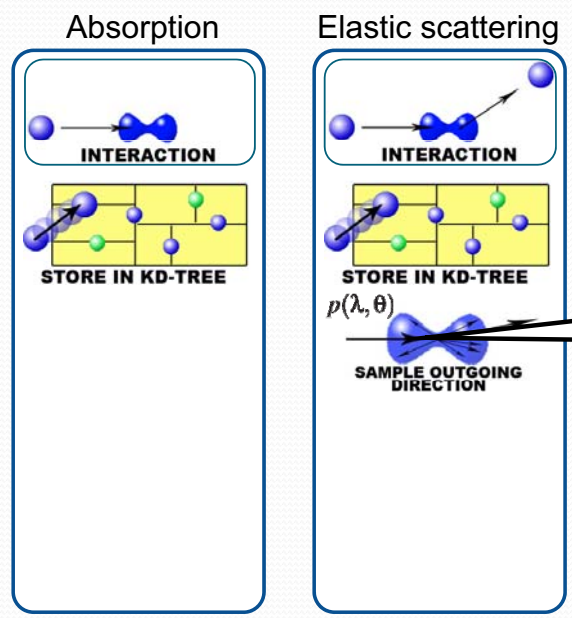 Absorption
INTERACTION
STORE IN KD-TREE
Elastic scattering
INTERACTION
STORE IN KD-TREE
p(λ, θ)
SAMPLE OUTGOING
DIRECTION